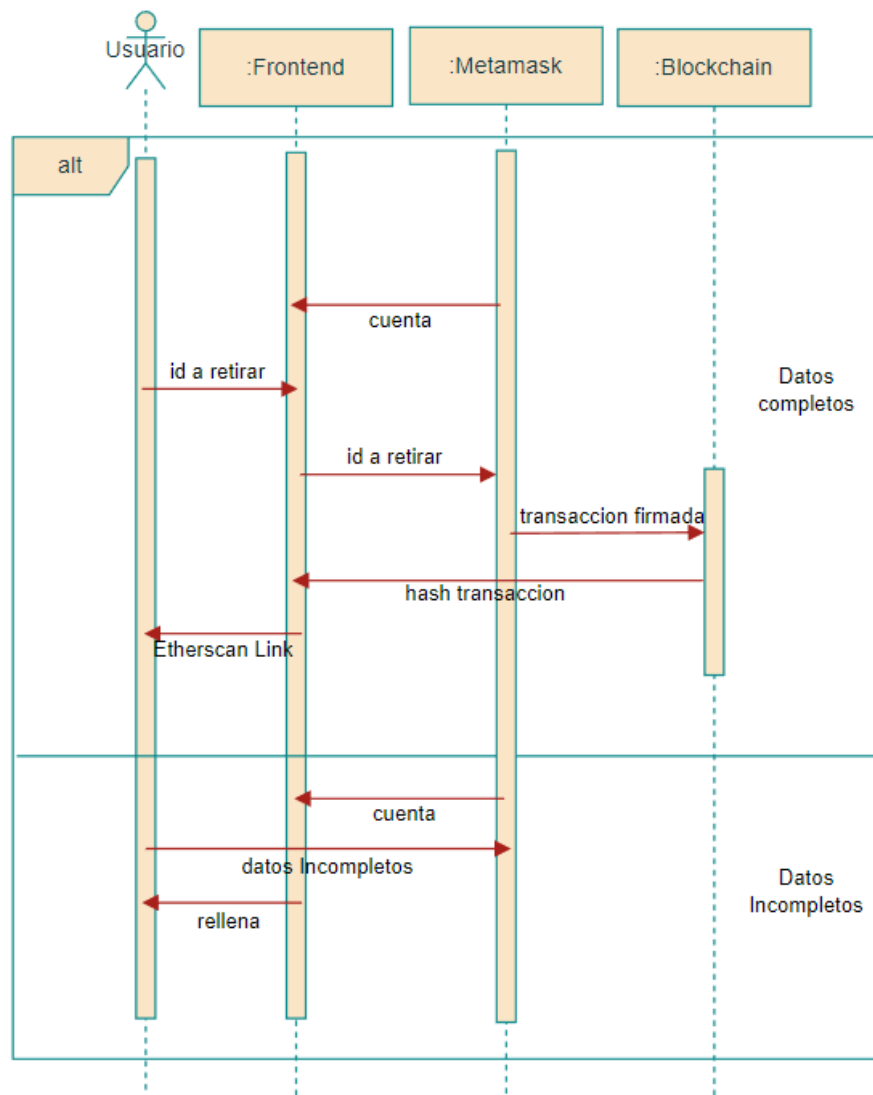 Usuario
:Frontend
:Metamask
:Blockchain
alt
cuenta
id a retirar
Datos
completos
id a retirar
transaccion firmada
hash transaccion
Etherscan Link
cuenta
datos Incompletos
Datos
Incompletos
rellena